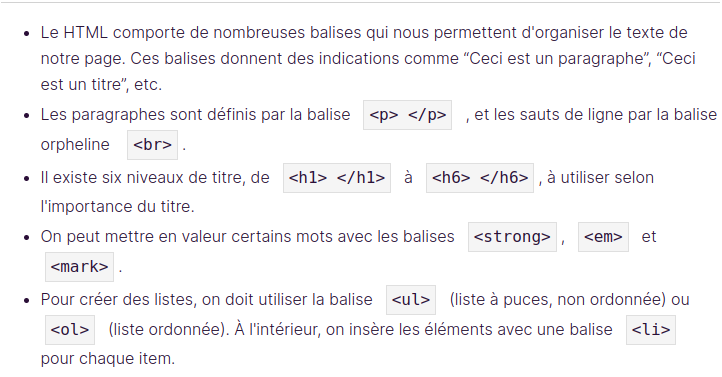 • Le HTML comporte de nombreuses balises qui nous permettent d'organiser le texte de
notre page. Ces balises donnent des indications comme “Ceci est un paragraphe”, “Ceci
est un titre”, etc.
• Les paragraphes sont définis par la balise <p> </p> , et les sauts de ligne par la balise
orpheline <br> .
• Il existe six niveaux de titre, de <h1> </h1> à <h6> </h6> , à utiliser selon
l'importance du titre.
• On peut mettre en valeur certains mots avec les balises <strong> , <em> et
<mark> .
• Pour créer des listes, on doit utiliser la balise <ul> (liste à puces, non ordonnée) ou
<ol> (liste ordonnée). À l'intérieur, on insère les éléments avec une balise <li>
pour chaque item.